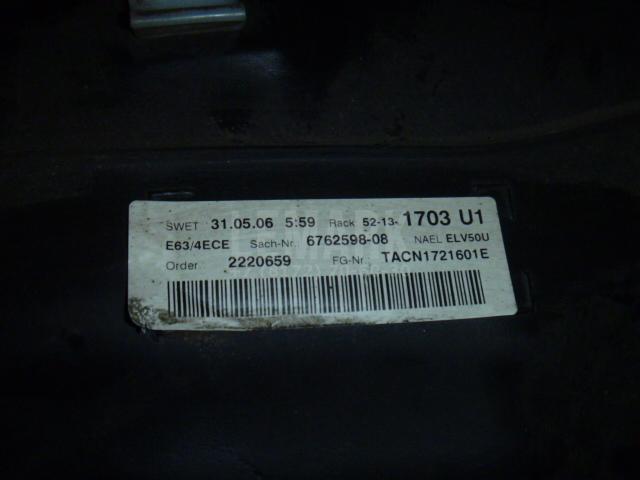 SWET 31.05.06 5:59 Rack 52-13- 1703 U1
E63/4ECE Sach-Nr. 6762598-08 NAEL ELV50U
Order 2220659 FG-Nr. TACN1721601E